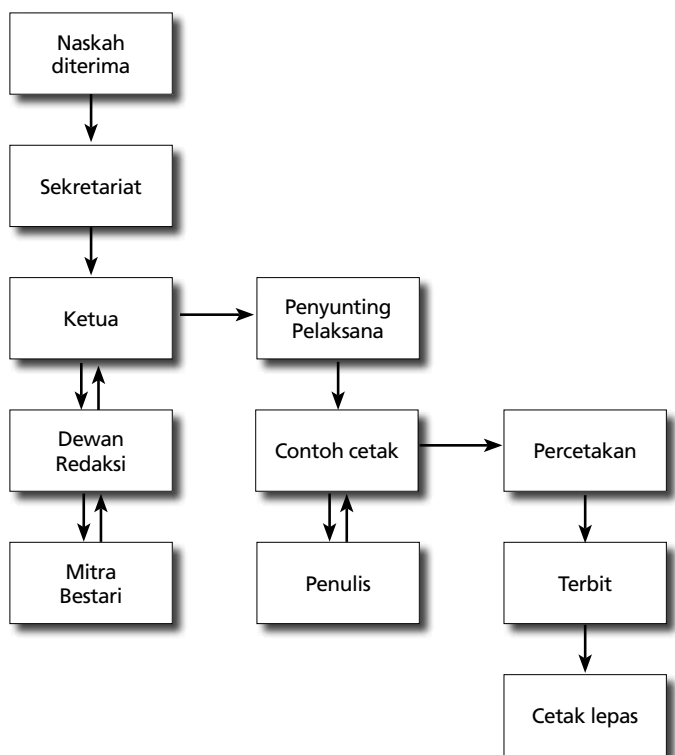 Naskah
diterima
Sekretariat
Ketua
Penyunting
Pelaksana
Dewan
Redaksi
Contoh cetak
Percetakan
Mitra
Bestari
Penulis
Terbit
Cetak lepas